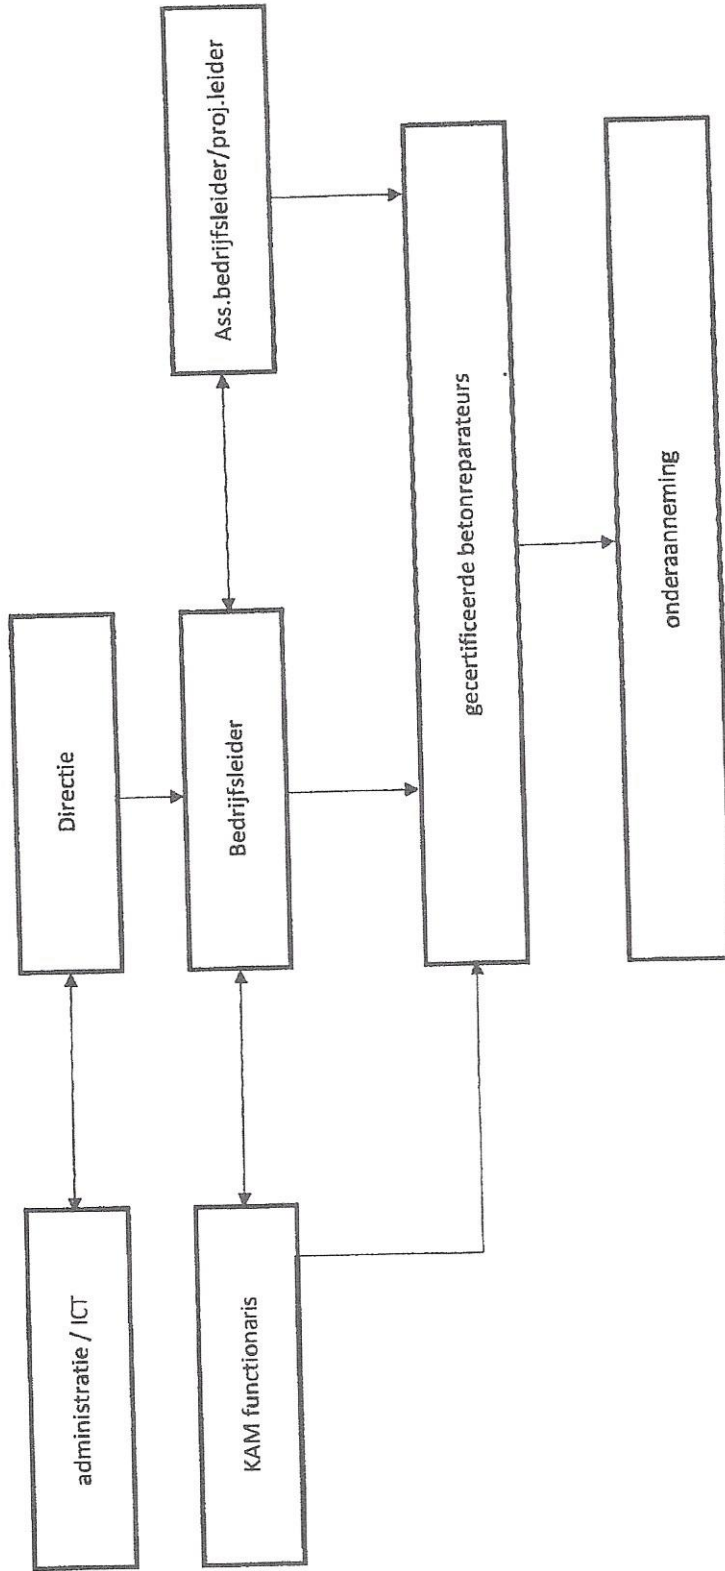 administratie / ICT
Directie
KAM functionaris
Bedrijfsleider
Ass.bedrijfsleider/proj.leider
gecertificeerde betonreparateurs
onderaanneming